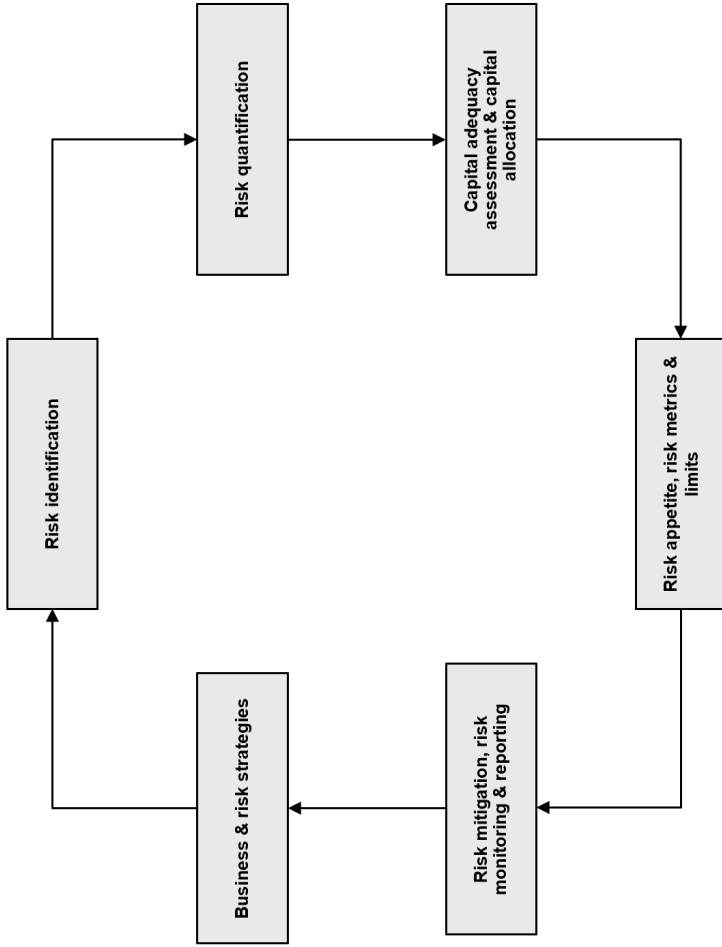 Risk identification
Risk quantification
Capital adequacy
assessment & capital
allocation
Risk appetite, risk metrics &
limits
Risk mitigation, risk
monitoring & reporting
Business & risk strategies